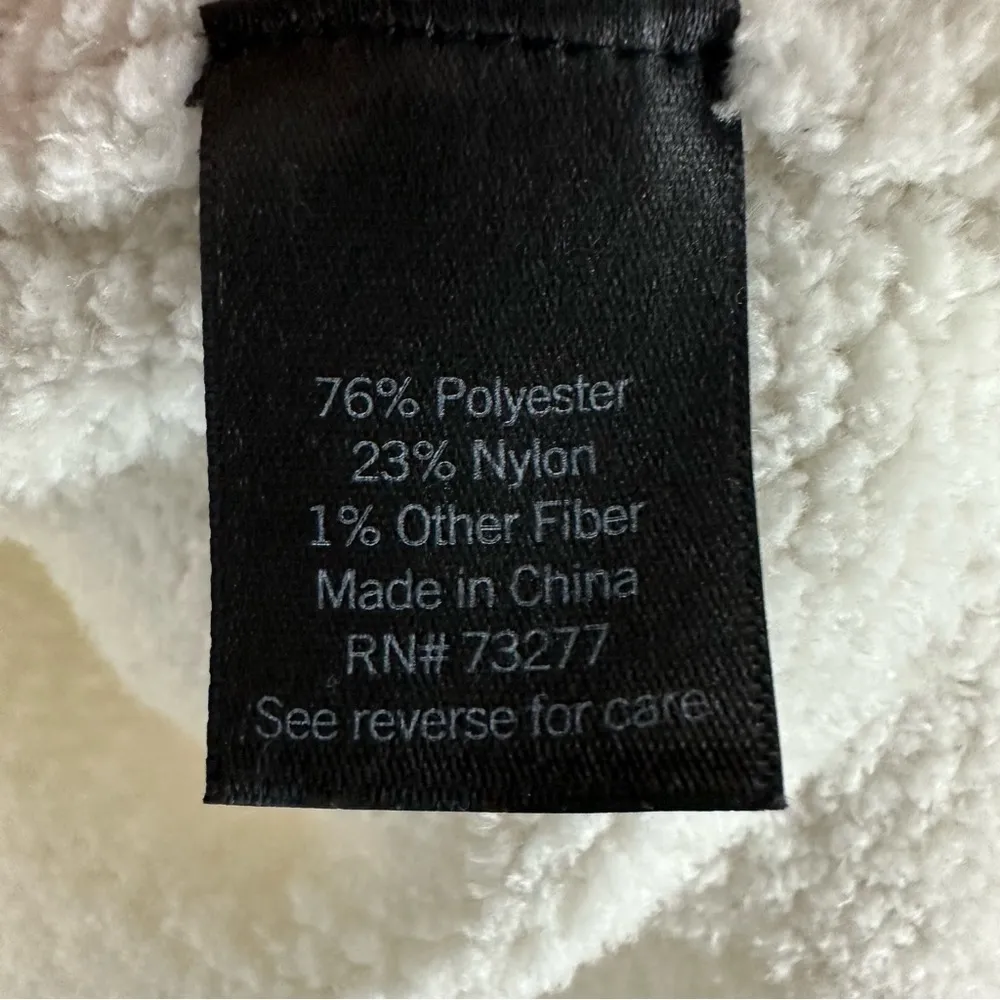 76% Polyester
23% Nylon
1% Other Fiber
Made in China
RN# 73277
See reverse for care